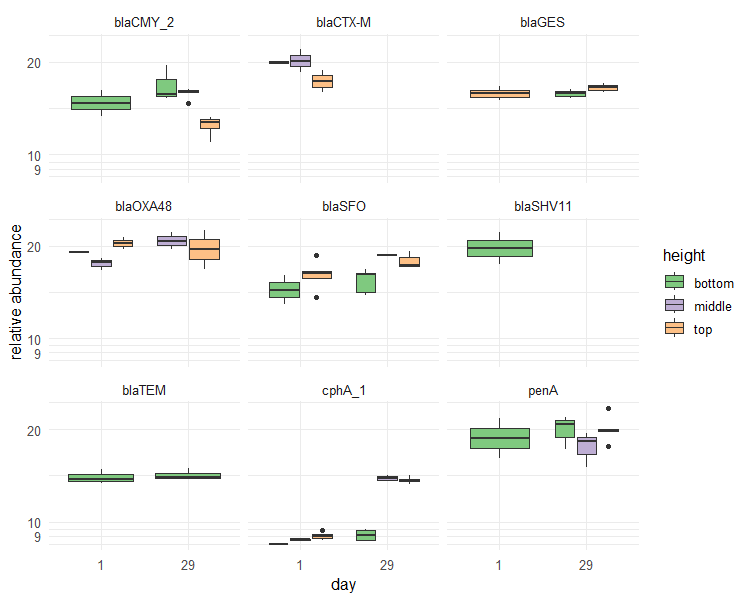 blaCMY_2 blaCTX-M blaGES
20
10
9
blaOXA48 blaSFO blaSHV11
20
10
9
blaTEM cphA_1 penA
20
10
9
1 29 1 29 1 29
day
relative abundance
height
bottom
middle
top